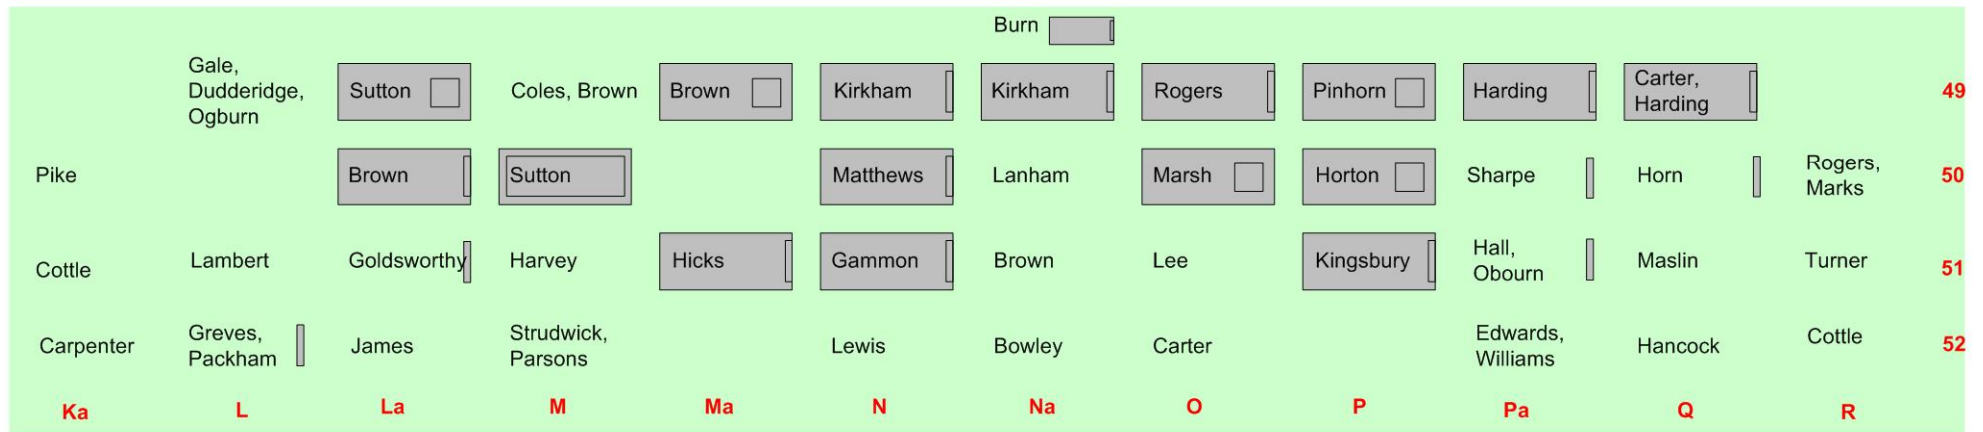 Burn
Gale,
Dudderidge,
Ogburn
Sutton
Coles, Brown
Brown
Kirkham
Kirkham
Rogers
Pinhorn
Harding
Carter,
Harding
49
Pike
Brown
Sutton
Matthews
Lanham
Marsh
Horton
Sharpe
Horn
Rogers,
Marks
50
Cottle
Lambert
Goldsworthy
Harvey
Hicks
Gammon
Brown
Lee
Kingsbury
Hall,
Obourn
Maslin
Turner
51
Carpenter
Greves,
Packham
James
Strudwick,
Parsons
Lewis
Bowley
Carter
Edwards,
Williams
Hancock
Cottle
52
Ka
L
La
M
Ma
N
Na
O
P
Pa
Q
R